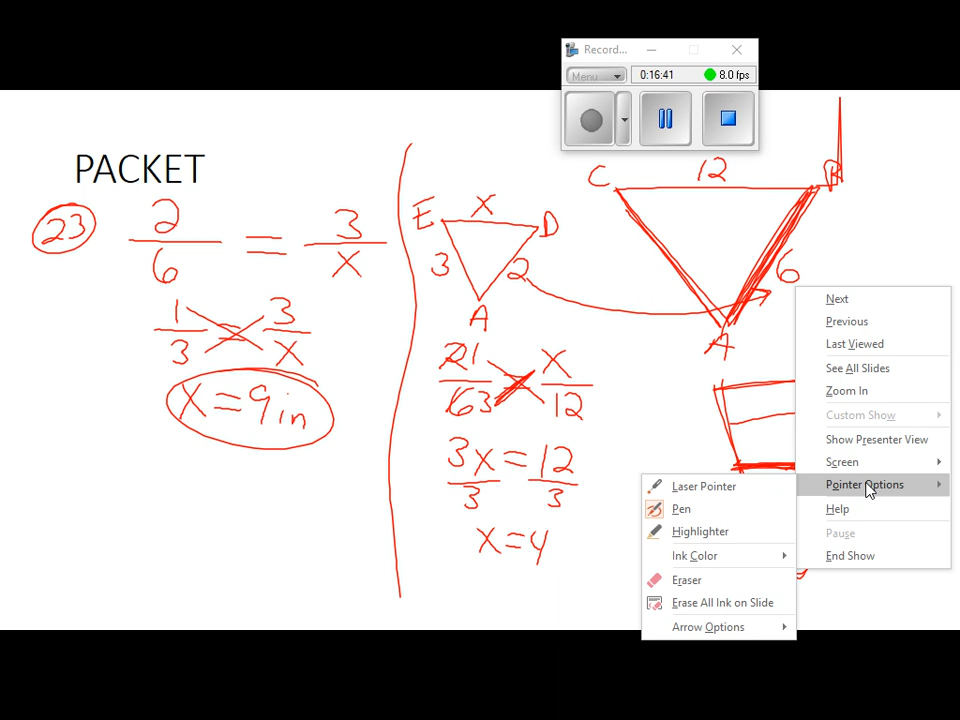 Record...
Menu
0:16:41
8.0 fps
PACKET
23
2/6 = 3/x
1/3 = 3/x
x=9in
E x D
3 2
A
C 12 B
6
A
21/63 x/12
3x=12
3 3
x=4
Next
Previous
Last Viewed
See All Slides
Zoom In
Custom Show
Show Presenter View
Screen
Pointer Options
Help
Pause
End Show
Laser Pointer
Pen
Highlighter
Ink Color
Eraser
Erase All Ink on Slide
Arrow Options